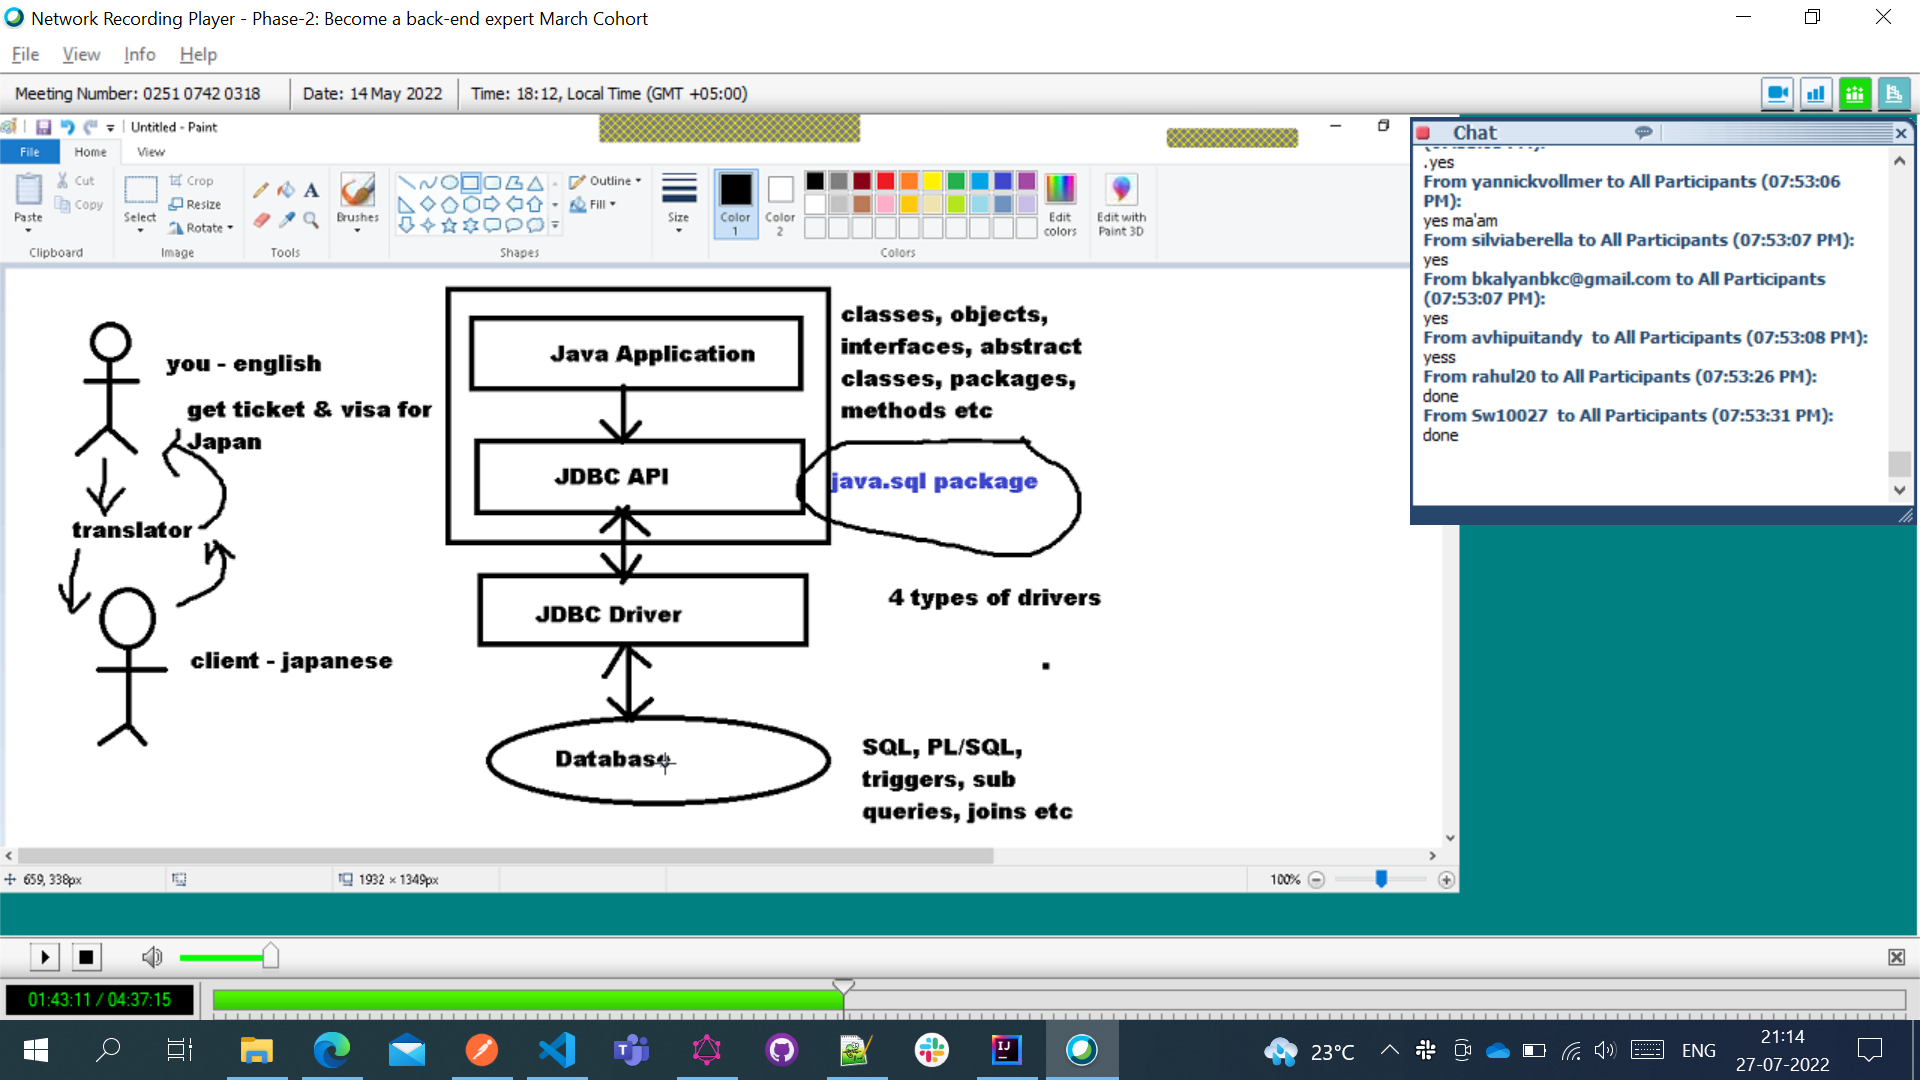 Network Recording Player - Phase-2: Become a back-end expert March Cohort
File View Info Help
Meeting Number: 0251 0742 0318 Date: 14 May 2022 Time: 18:12, Local Time (GMT +05:00)
Untitled - Paint
File Home View
Paste
Cut
Copy
Clipboard
Select
Crop
Resize
Rotate
Image
Tools
Brushes
Outline
Fill
Shapes
Size
Color
1
Color
2
Colors
Edit
colors
Edit with
Paint 3D
you - english
get ticket & visa for
Japan
translator
client - japanese
Java Application
JDBC API
JDBC Driver
Database
classes, objects,
interfaces, abstract
classes, packages,
methods etc
java.sql package
4 types of drivers
SQL, PL/SQL,
triggers, sub
queries, joins etc
659, 338px
1932 × 1349px
100%
Chat
.yes
From yannickvollmer to All Participants (07:53:06
PM):
yes ma'am
From silviaberella to All Participants (07:53:07 PM):
yes
From bkalyanbkc@gmail.com to All Participants
(07:53:07 PM):
yes
From avhipuitandy to All Participants (07:53:08 PM):
yess
From rahul20 to All Participants (07:53:26 PM):
done
From Sw10027 to All Participants (07:53:31 PM):
done
01:43:11 / 04:37:15
23°C
ENG
21:14
27-07-2022